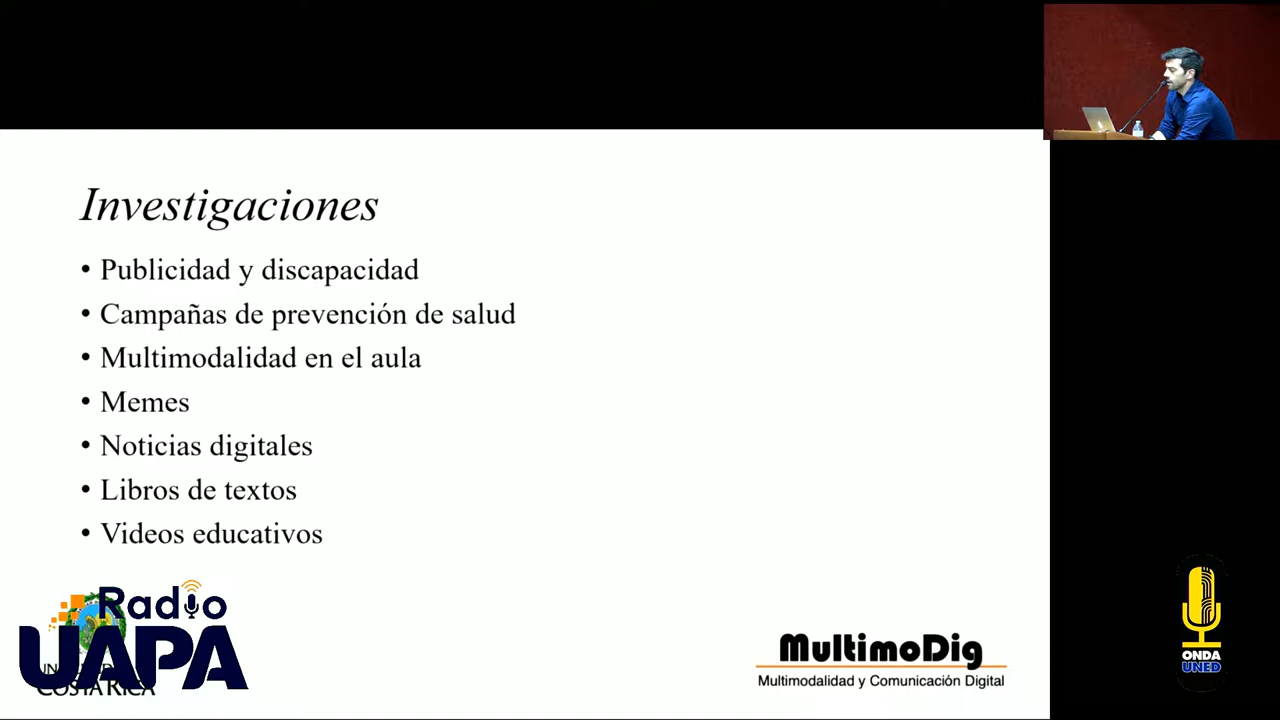 Investigaciones
• Publicidad y discapacidad
• Campañas de prevención de salud
• Multimodalidad en el aula
• Memes
• Noticias digitales
• Libros de textos
• Videos educativos
Radio
UAPA
COSTA RICA
MultimoDig
Multimodalidad y Comunicación Digital
ONDA
UNED